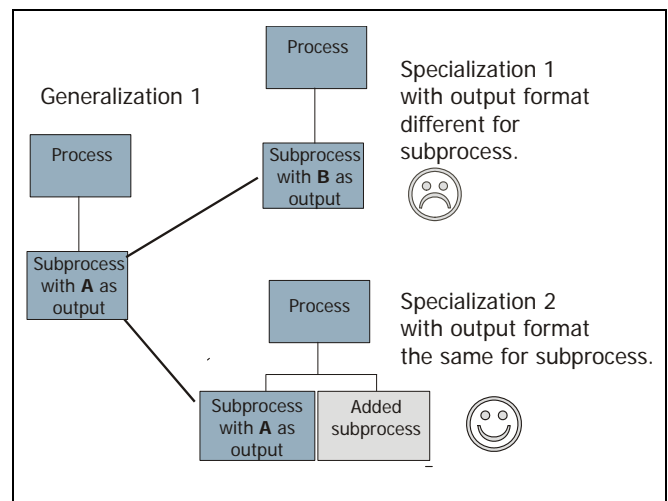 Generalization 1
Process
Subprocess
with A as
output
Process
Subprocess
with B as
output
Specialization 1
with output format
different for
subprocess.
Process
Subprocess
with A as
output
Added
subprocess
Specialization 2
with output format
the same for subprocess.